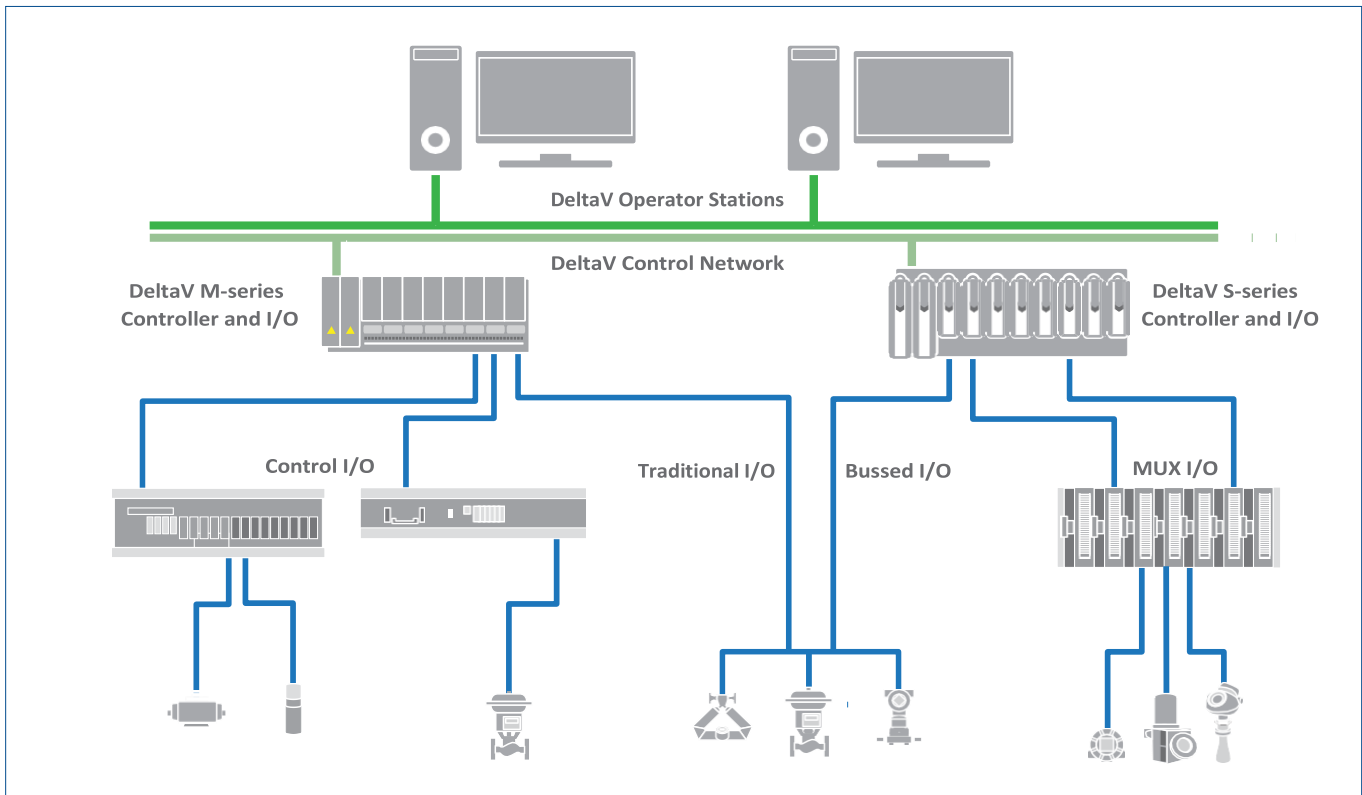 DeltaV Operator Stations
DeltaV Control Network
DeltaV M-series
Controller and I/O
DeltaV S-series
Controller and I/O
Control I/O
Traditional I/O
Bussed I/O
MUX I/O